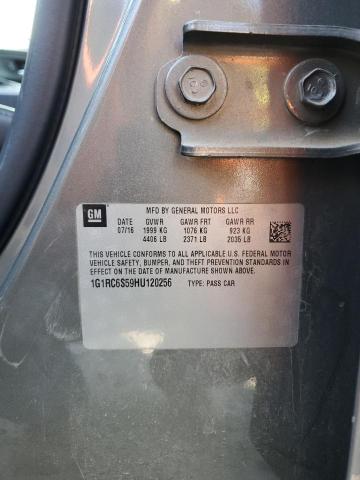 GM
MFD BY GENERAL MOTORS LLC
DATE GVWR GAWR FRT GAWR RR
07/16 1999 KG 1076 KG 923 KG
4406 LB 2371 LB 2035 LB
THIS VEHICLE CONFORMS TO ALL APPLICABLE U.S. FEDERAL MOTOR
VEHICLE SAFETY, BUMPER, AND THEFT PREVENTION STANDARDS IN
EFFECT ON THE DATE OF MANUFACTURE SHOWN ABOVE.
1G1RC6S59HU120256 TYPE: PASS CAR